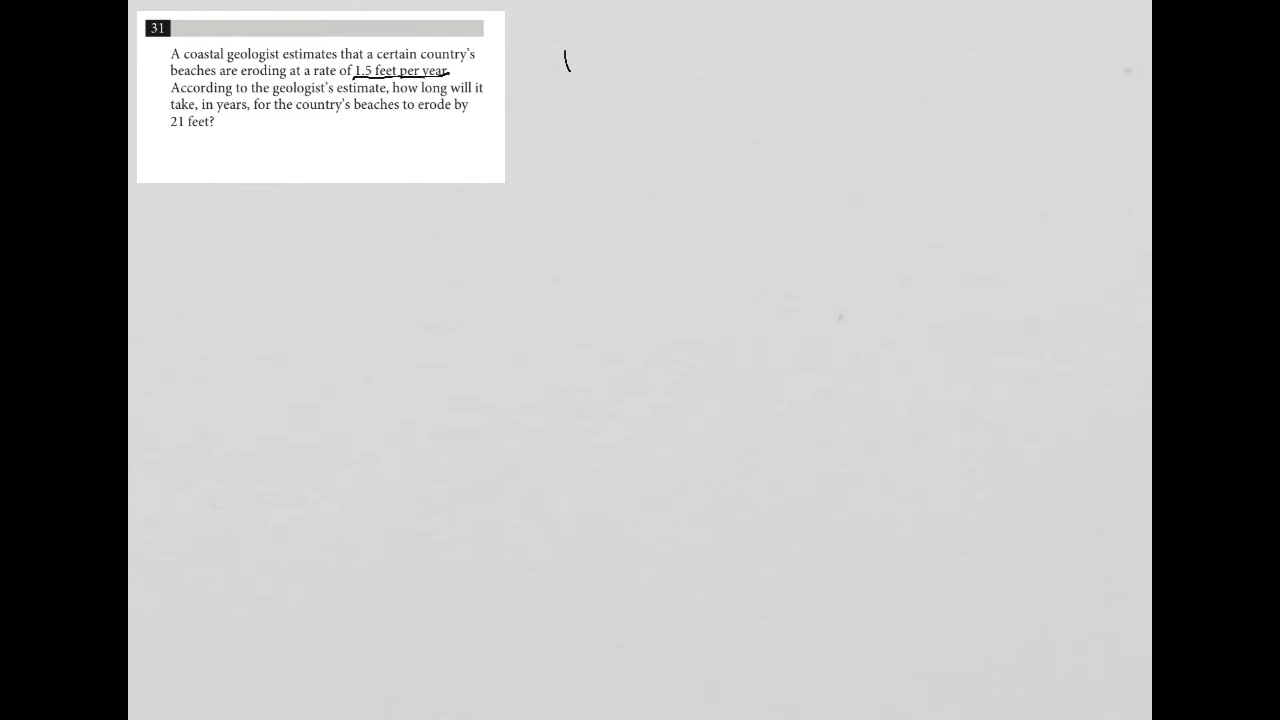 31
A coastal geologist estimates that a certain country's
beaches are eroding at a rate of 1.5 feet per year.
According to the geologist's estimate, how long will it
take, in years, for the country's beaches to erode by
21 feet?